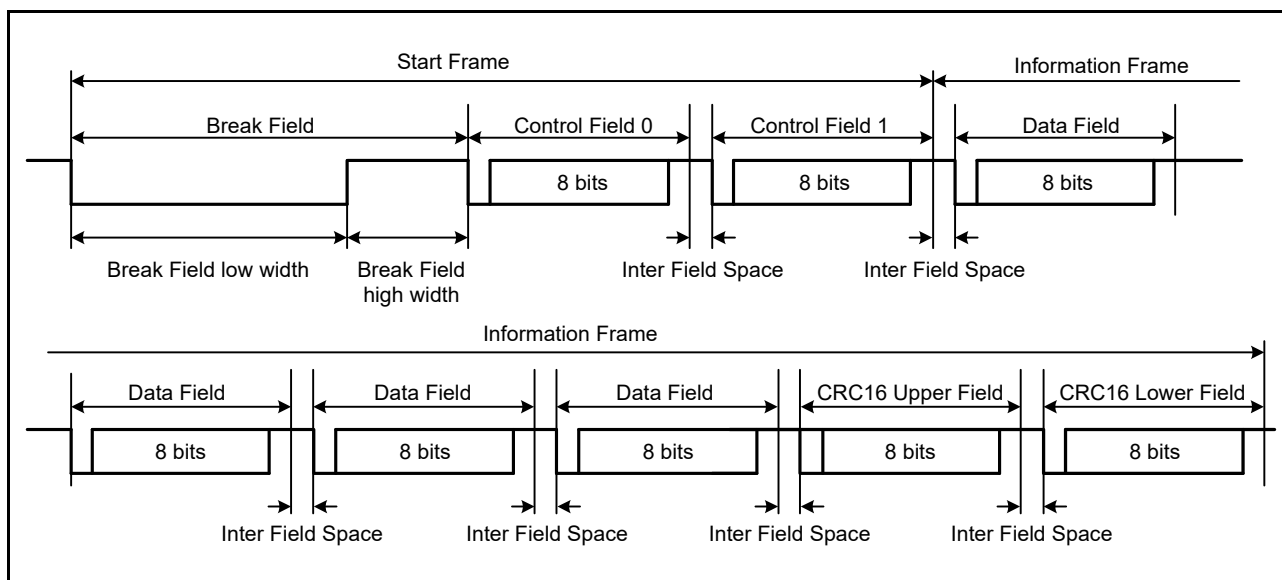 Start Frame
Information Frame
Break Field
Control Field 0
Control Field 1
Data Field
8 bits
8 bits
8 bits
Break Field low width
Break Field
high width
Inter Field Space
Inter Field Space
Information Frame
Data Field
Data Field
Data Field
CRC16 Upper Field
CRC16 Lower Field
8 bits
8 bits
8 bits
8 bits
8 bits
Inter Field Space
Inter Field Space
Inter Field Space
Inter Field Space